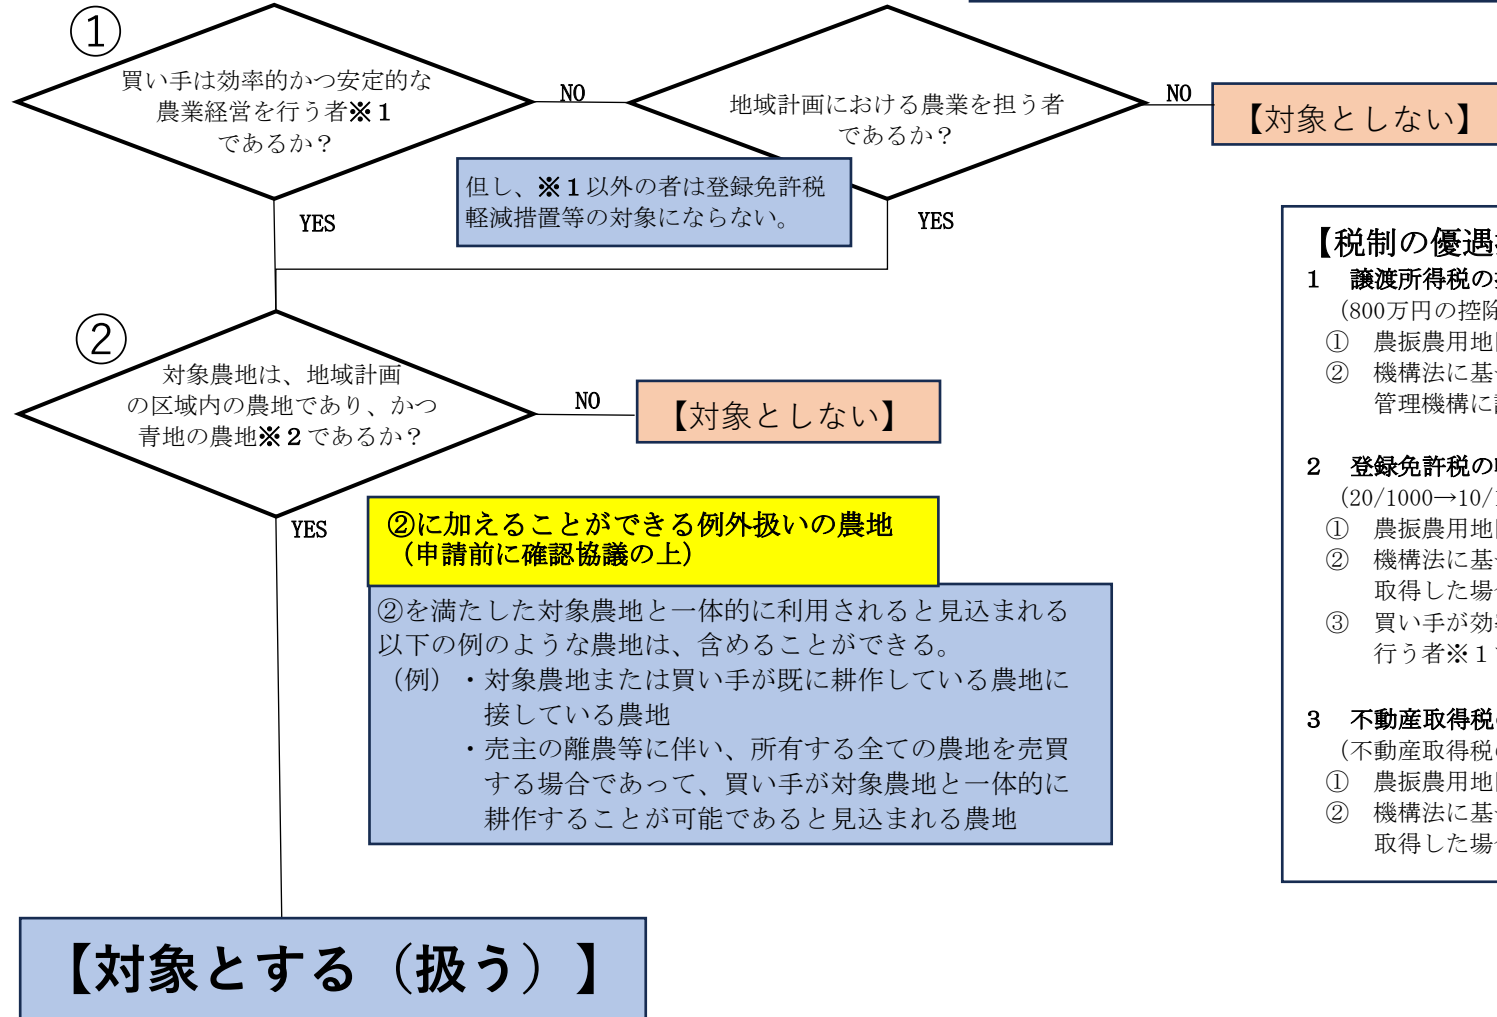 ①
買い手は効率的かつ安定的な
農業経営を行う者※１
であるか？
NO
地域計画における農業を担う者
であるか？
NO
【対象としない】
但し、※１以外の者は登録免許税
軽減措置等の対象にならない。
YES
YES
②
対象農地は、地域計画
の区域内の農地であり、かつ
青地の農地※２であるか？
NO
【対象としない】
YES
②に加えることができる例外扱いの農地
（申請前に確認協議の上）
②を満たした対象農地と一体的に利用されると見込まれる
以下の例のような農地は、含めることができる。
（例）・対象農地または買い手が既に耕作している農地に
接している農地
・売主の離農等に伴い、所有する全ての農地を売買
する場合であって、買い手が対象農地と一体的に
耕作することが可能であると見込まれる農地
【対象とする（扱う）】
【税制の優遇
１　譲渡所得税の
（800万円の控除
①　農振農用地
②　機構法に基
管理機構に
２　登録免許税の
（20/1000→10/
①　農振農用地
②　機構法に基
取得した場
③　買い手が効
行う者※１
３　不動産取得税
（不動産取得税
①　農振農用地
②　機構法に基
取得した場